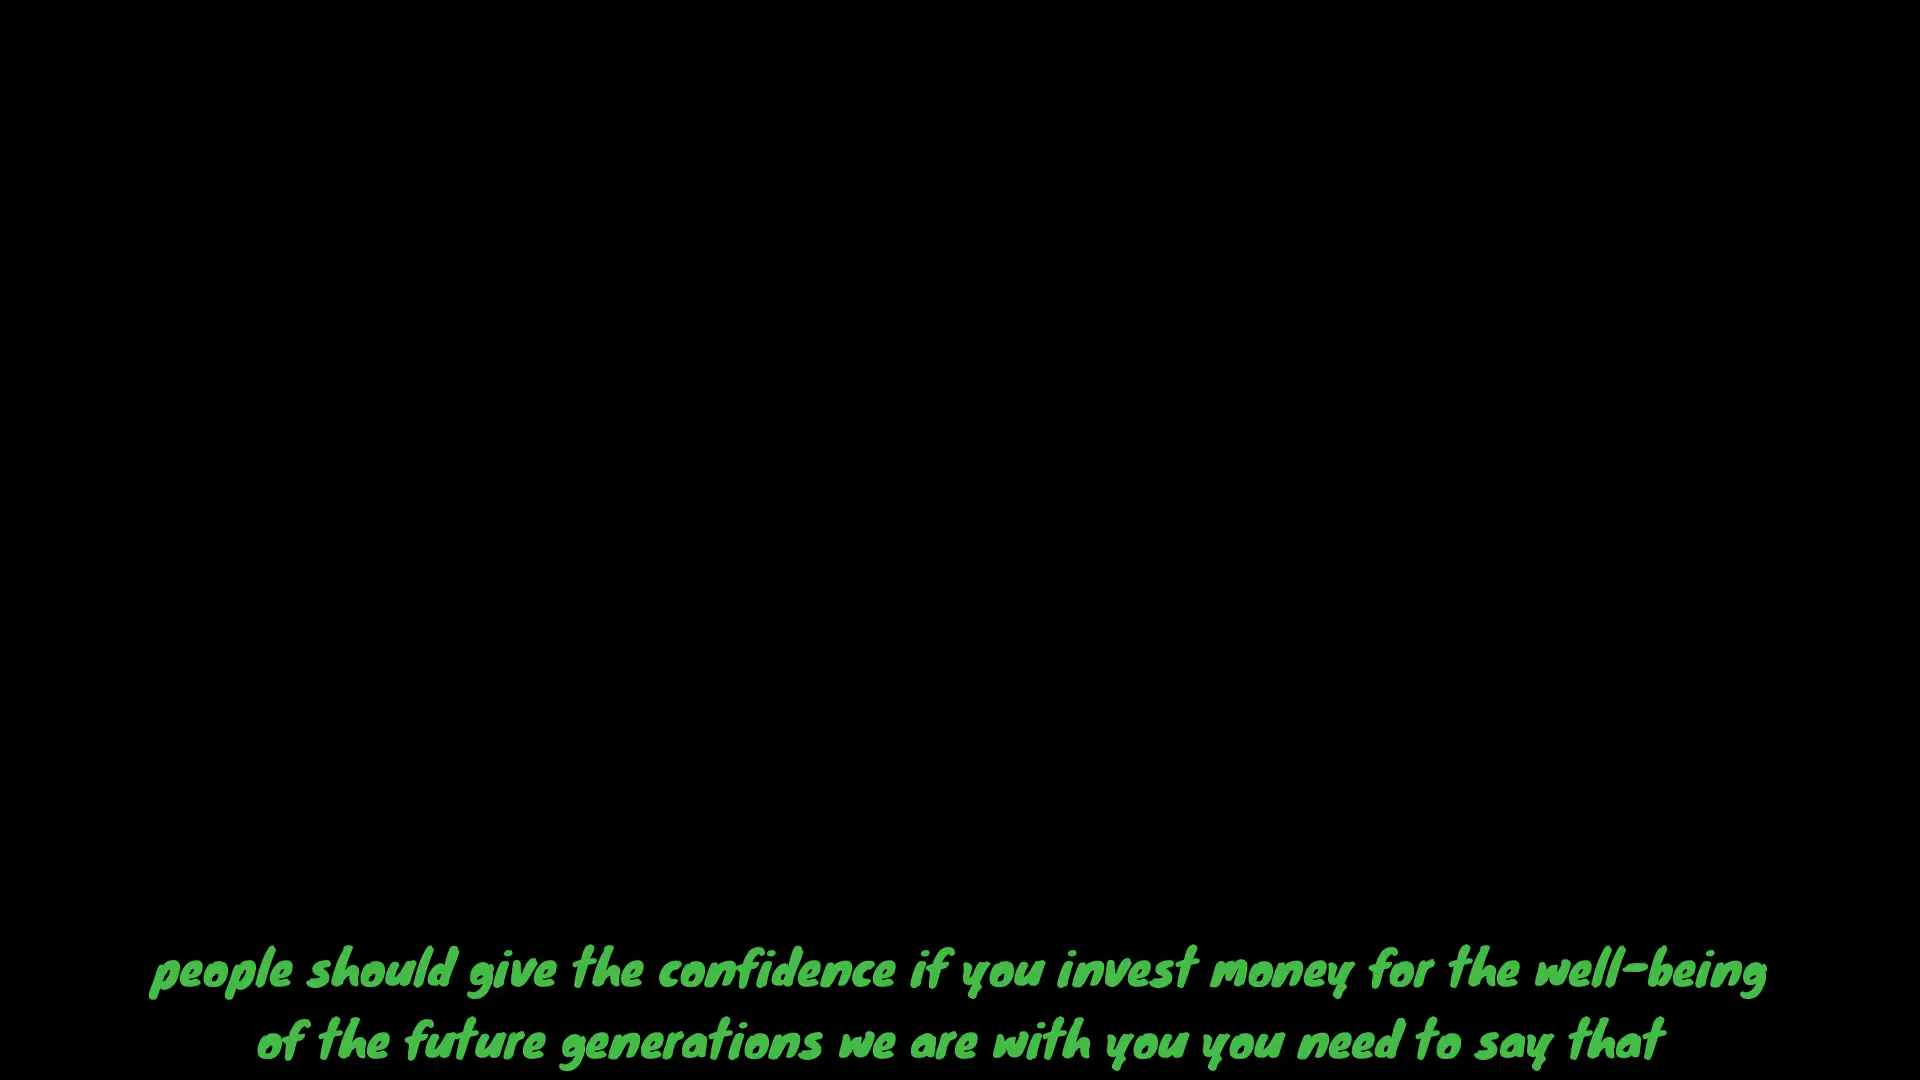 people should give the confidence if you invest money for the well-being
of the future generations we are with you you need to say that